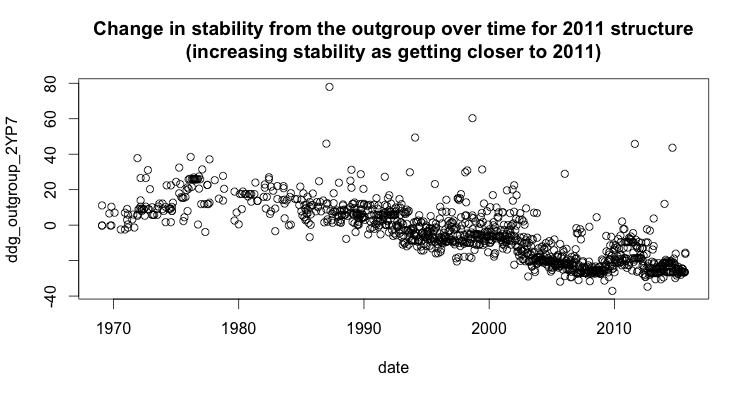 Change in stability from the outgroup over time for 2011 structure
(increasing stability as getting closer to 2011)
ddg_outgroup_2YP7
80
60
40
20
0
-40
1970
1980
1990
2000
2010
date